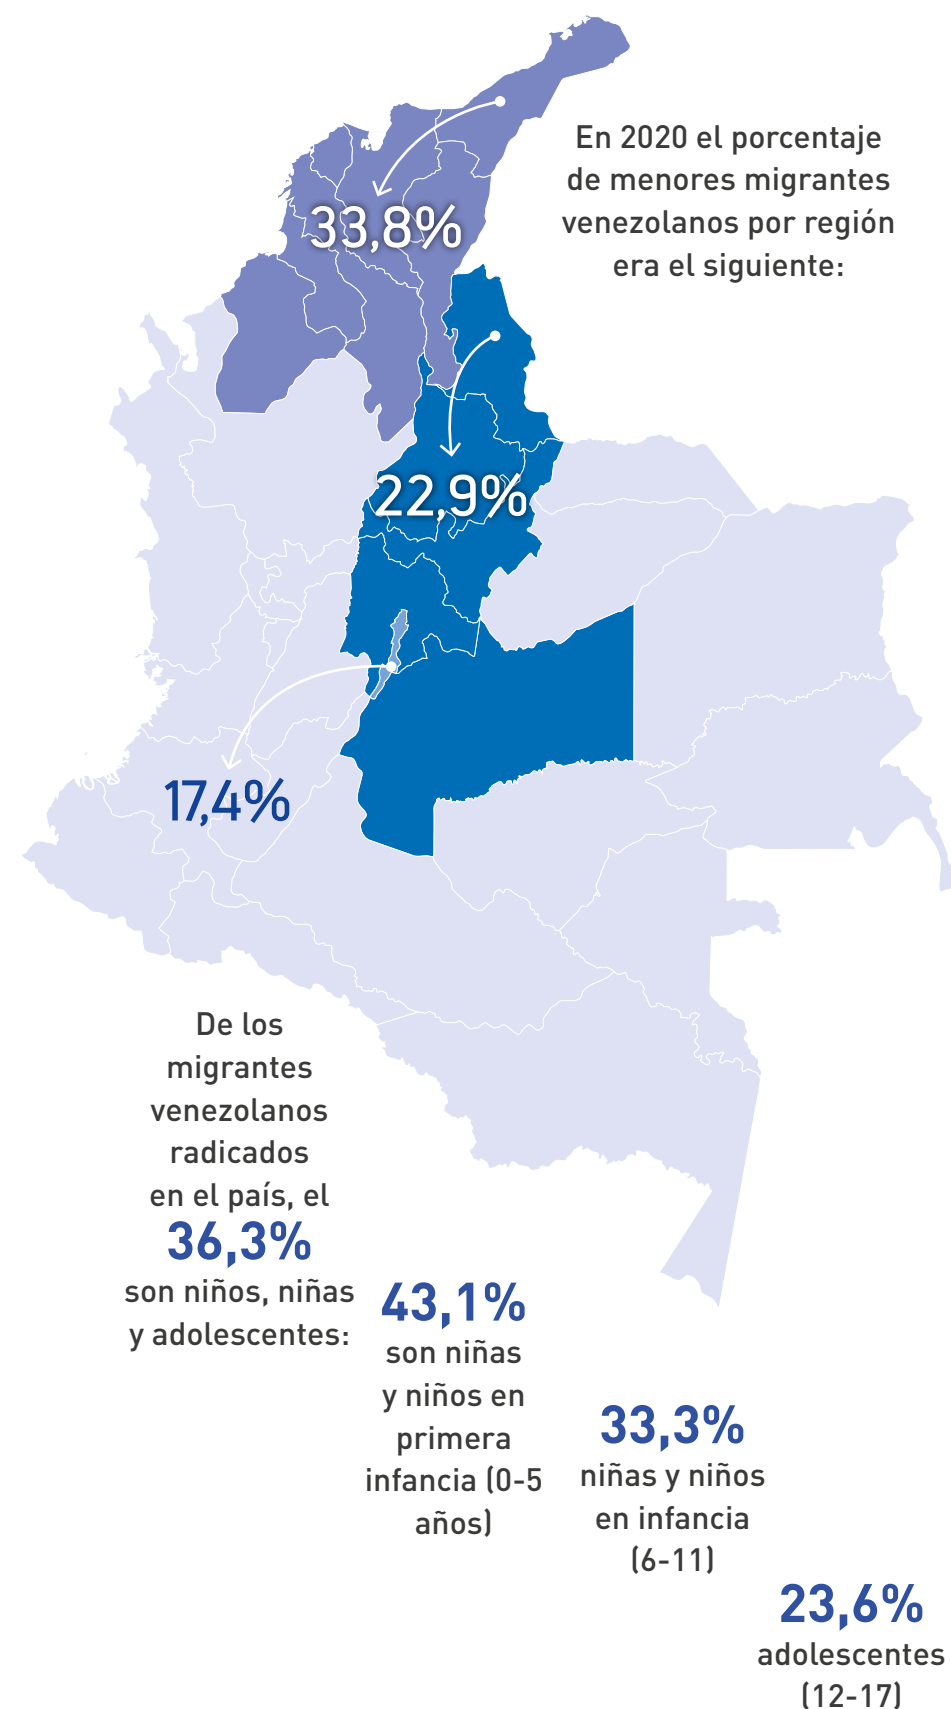 En 2020 el porcentaje
de menores migrantes
venezolanos por región
era el siguiente:
33,8%
22,9%
17,4%
De los
migrantes
venezolanos
radicados
en el país, el
36,3%
son niños, niñas
y adolescentes:
43,1%
son niñas
y niños en
primera
infancia (0-5
años)
33,3%
niñas y niños
en infancia
(6-11)
23,6%
adolescentes
(12-17)